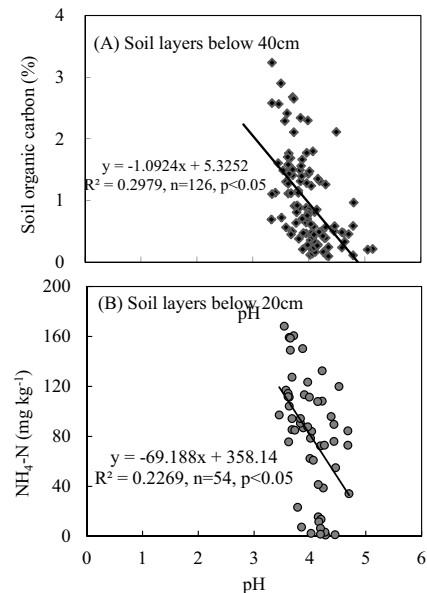 (A) Soil layers below 40cm
Soil organic carbon (%)
4
3
2
1
0
y = -1.0924x + 5.3252
R² = 0.2979, n=126, p<0.05
pH
(B) Soil layers below 20cm
NH₄-N (mg kg⁻¹)
200
160
120
80
40
0
y = -69.188x + 358.14
R² = 0.2269, n=54, p<0.05
0 1 2 3 4 5 6
pH